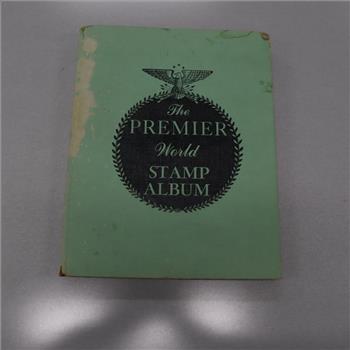 The
PREMIER
World
STAMP
ALBUM